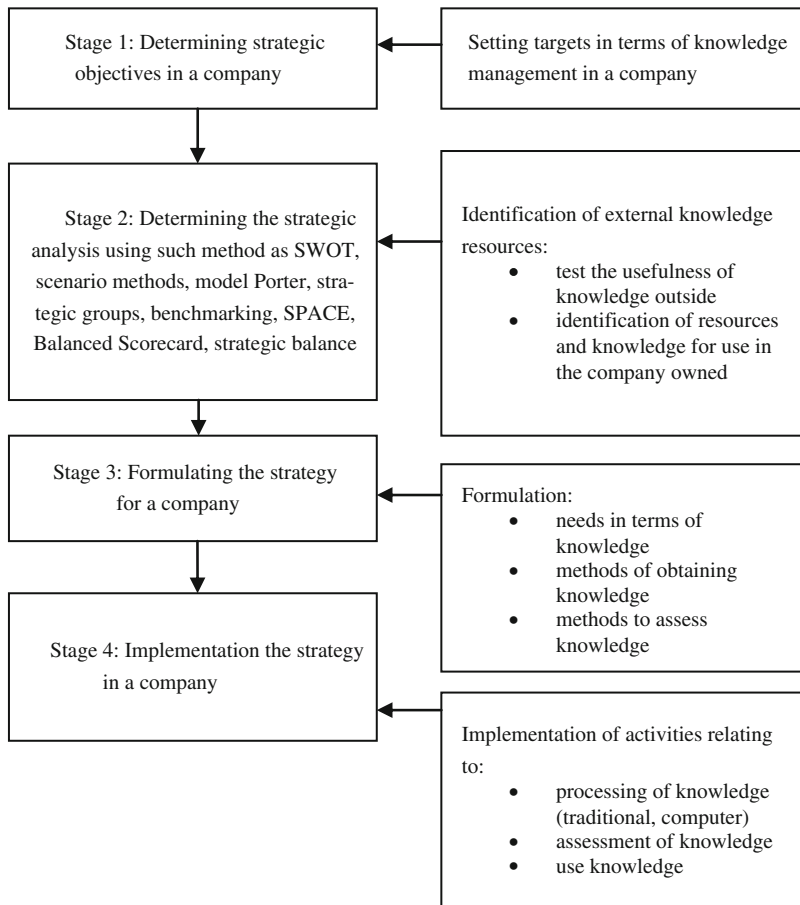 Stage 1: Determining strategic
objectives in a company
Setting targets in terms of knowledge
management in a company
Stage 2: Determining the strategic
analysis using such method as SWOT,
scenario methods, model Porter, stra-
tegic groups, benchmarking, SPACE,
Balanced Scorecard, strategic balance
Identification of external knowledge
resources:
• test the usefulness of
knowledge outside
• identification of resources
and knowledge for use in
the company owned
Stage 3: Formulating the strategy
for a company
Formulation:
• needs in terms of
knowledge
• methods of obtaining
knowledge
• methods to assess
knowledge
Stage 4: Implementation the strategy
in a company
Implementation of activities relating
to:
• processing of knowledge
(traditional, computer)
• assessment of knowledge
• use knowledge